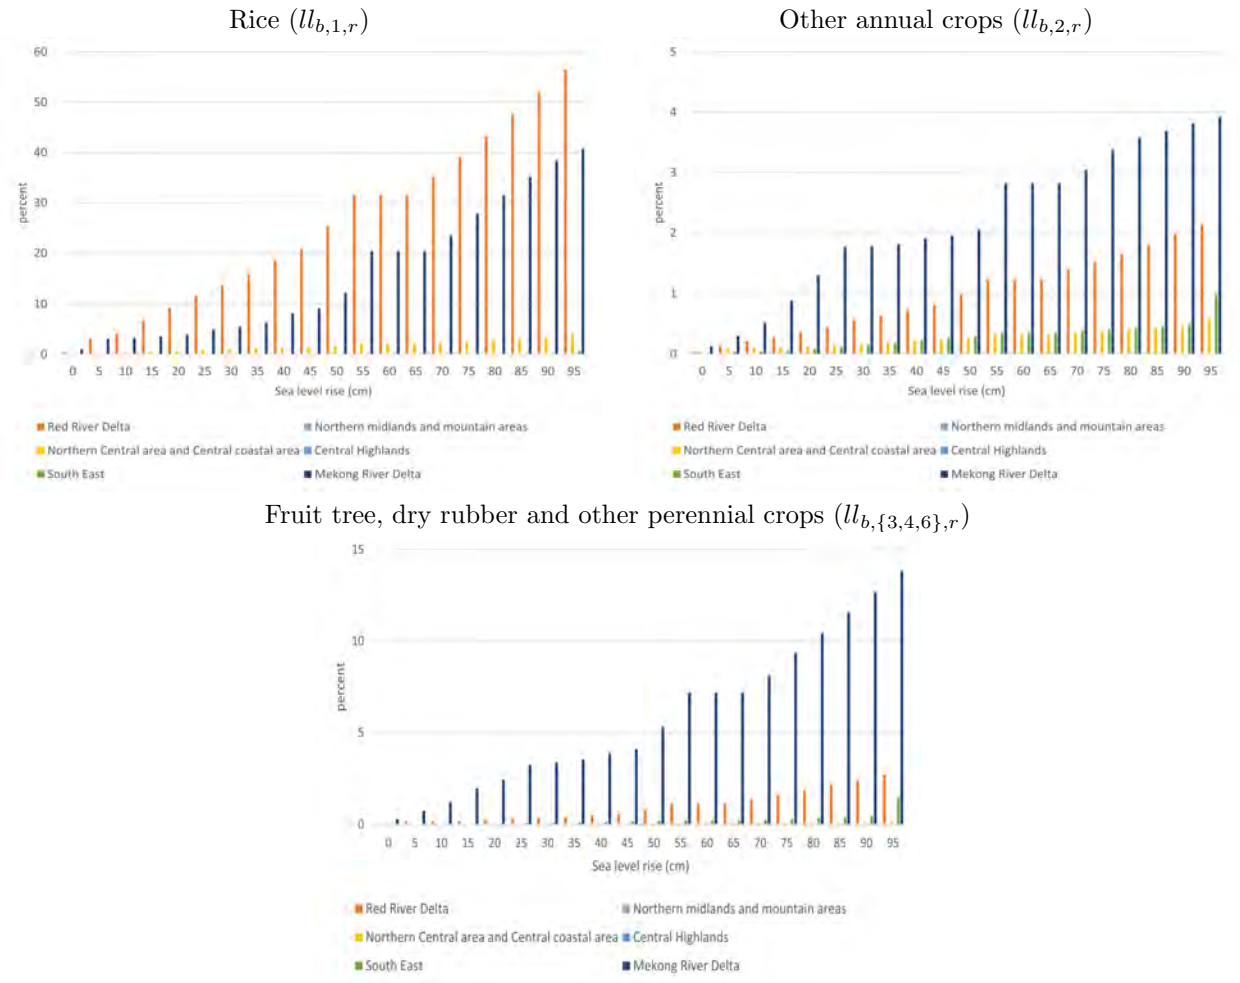 Rice (ll_{b,1,r})
60
50
40
30
20
10
0
percent
0 5 10 15 20 25 30 35 40 45 50 55 60 65 70 75 80 85 90 95
Sea level rise (cm)
Red River Delta
Northern midlands and mountain areas
Northern Central area and Central coastal area
Central Highlands
South East
Mekong River Delta
Other annual crops (ll_{b,2,r})
5
4
3
2
1
0
percent
0 5 10 15 20 25 30 35 40 45 50 55 60 65 70 75 80 85 90 95
Sea level rise (cm)
Red River Delta
Northern midlands and mountain areas
Northern Central area and Central coastal area
Central Highlands
South East
Mekong River Delta
Fruit tree, dry rubber and other perennial crops (ll_{b,{3,4,6},r})
15
10
5
0
percent
0 5 10 15 20 25 30 35 40 45 50 55 60 65 70 75 80 85 90 95
Sea level rise (cm)
Red River Delta
Northern midlands and mountain areas
Northern Central area and Central coastal area
Central Highlands
South East
Mekong River Delta